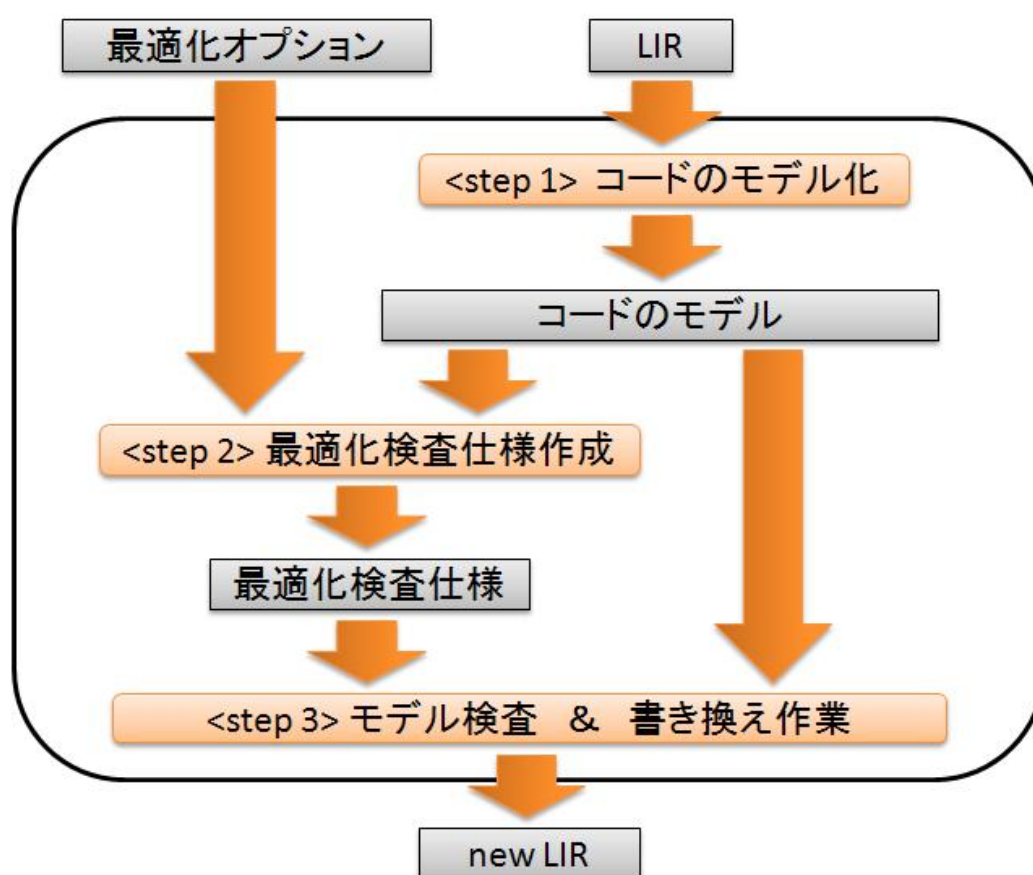 最適化オプション
LIR
<step 1> コードのモデル化
コードのモデル
<step 2> 最適化検査仕様作成
最適化検査仕様
<step 3> モデル検査 & 書き換え作業
new LIR